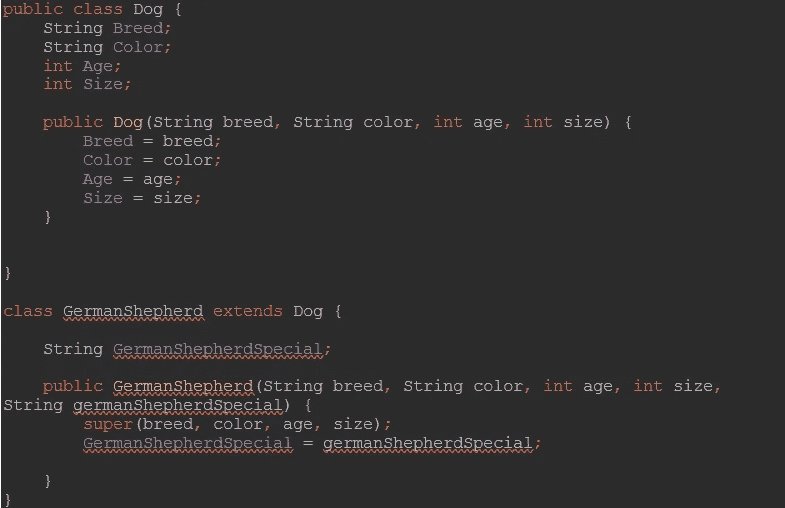 public class Dog {
String Breed;
String Color;
int Age;
int Size;
public Dog(String breed, String color, int age, int size) {
Breed = breed;
Color = color;
Age = age;
Size = size;
}
}
class GermanShepherd extends Dog {
String GermanShepherdSpecial;
public GermanShepherd(String breed, String color, int age, int size,
String germanShepherdSpecial) {
super(breed, color, age, size);
GermanShepherdSpecial = germanShepherdSpecial;
}
}